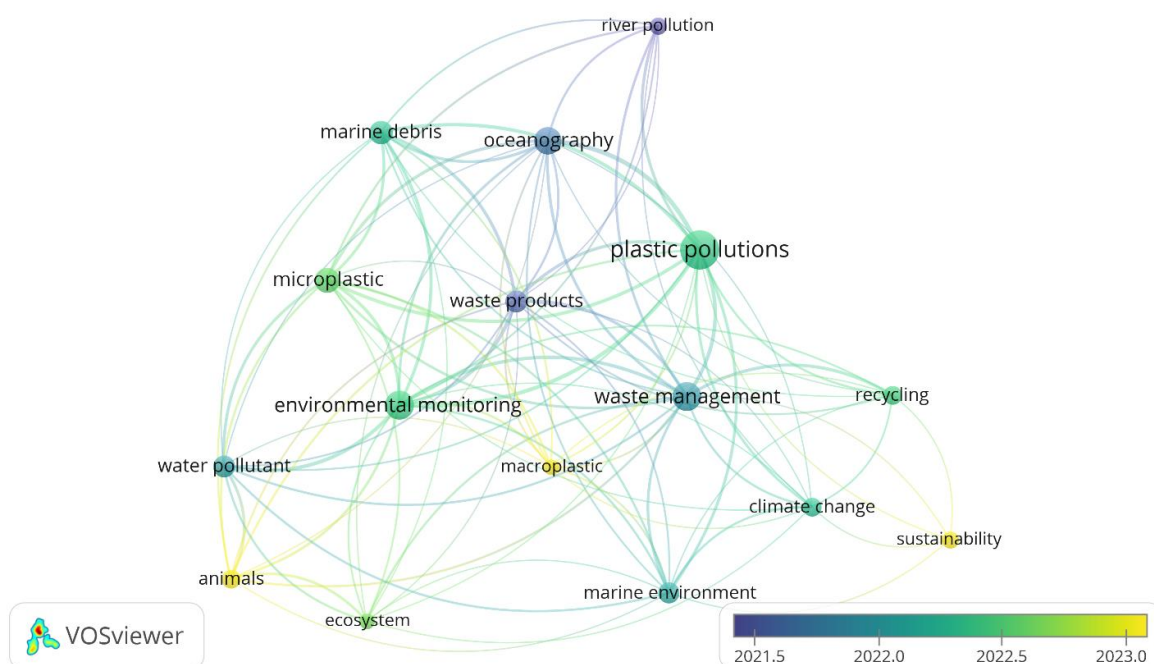 river pollution
marine debris
oceanography
plastic pollutions
microplastic
waste products
environmental monitoring
waste management
recycling
water pollutant
macroplastic
climate change
sustainability
animals
marine environment
ecosystem
VOSviewer
2021.5 2022.0 2022.5 2023.0